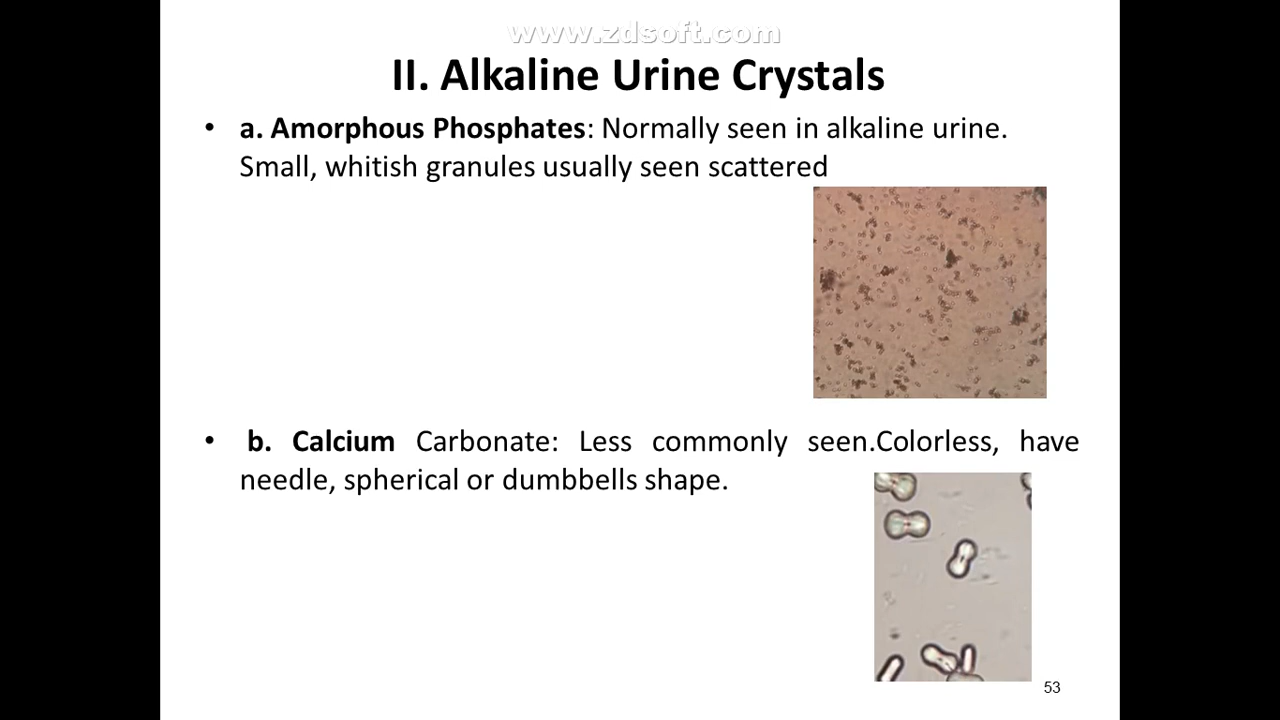 www.zdsoft.com
II. Alkaline Urine Crystals
• a. Amorphous Phosphates: Normally seen in alkaline urine.
Small, whitish granules usually seen scattered
• b. Calcium Carbonate: Less commonly seen.Colorless, have
needle, spherical or dumbbells shape.
53